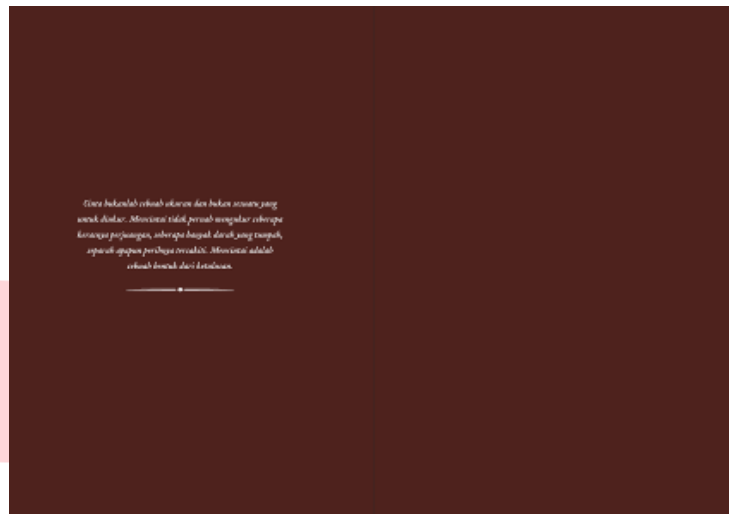 Cinta bukanlah sebuah ukuran dan bukan sesuatu yang
untuk diukur. Mencintai tidak pernah mengukur seberapa
kerasnya perjuangan, seberapa banyak darah yang tumpah,
separah apapun perihnya tersakiti. Mencintai adalah
sebuah bentuk dari ketulusan.